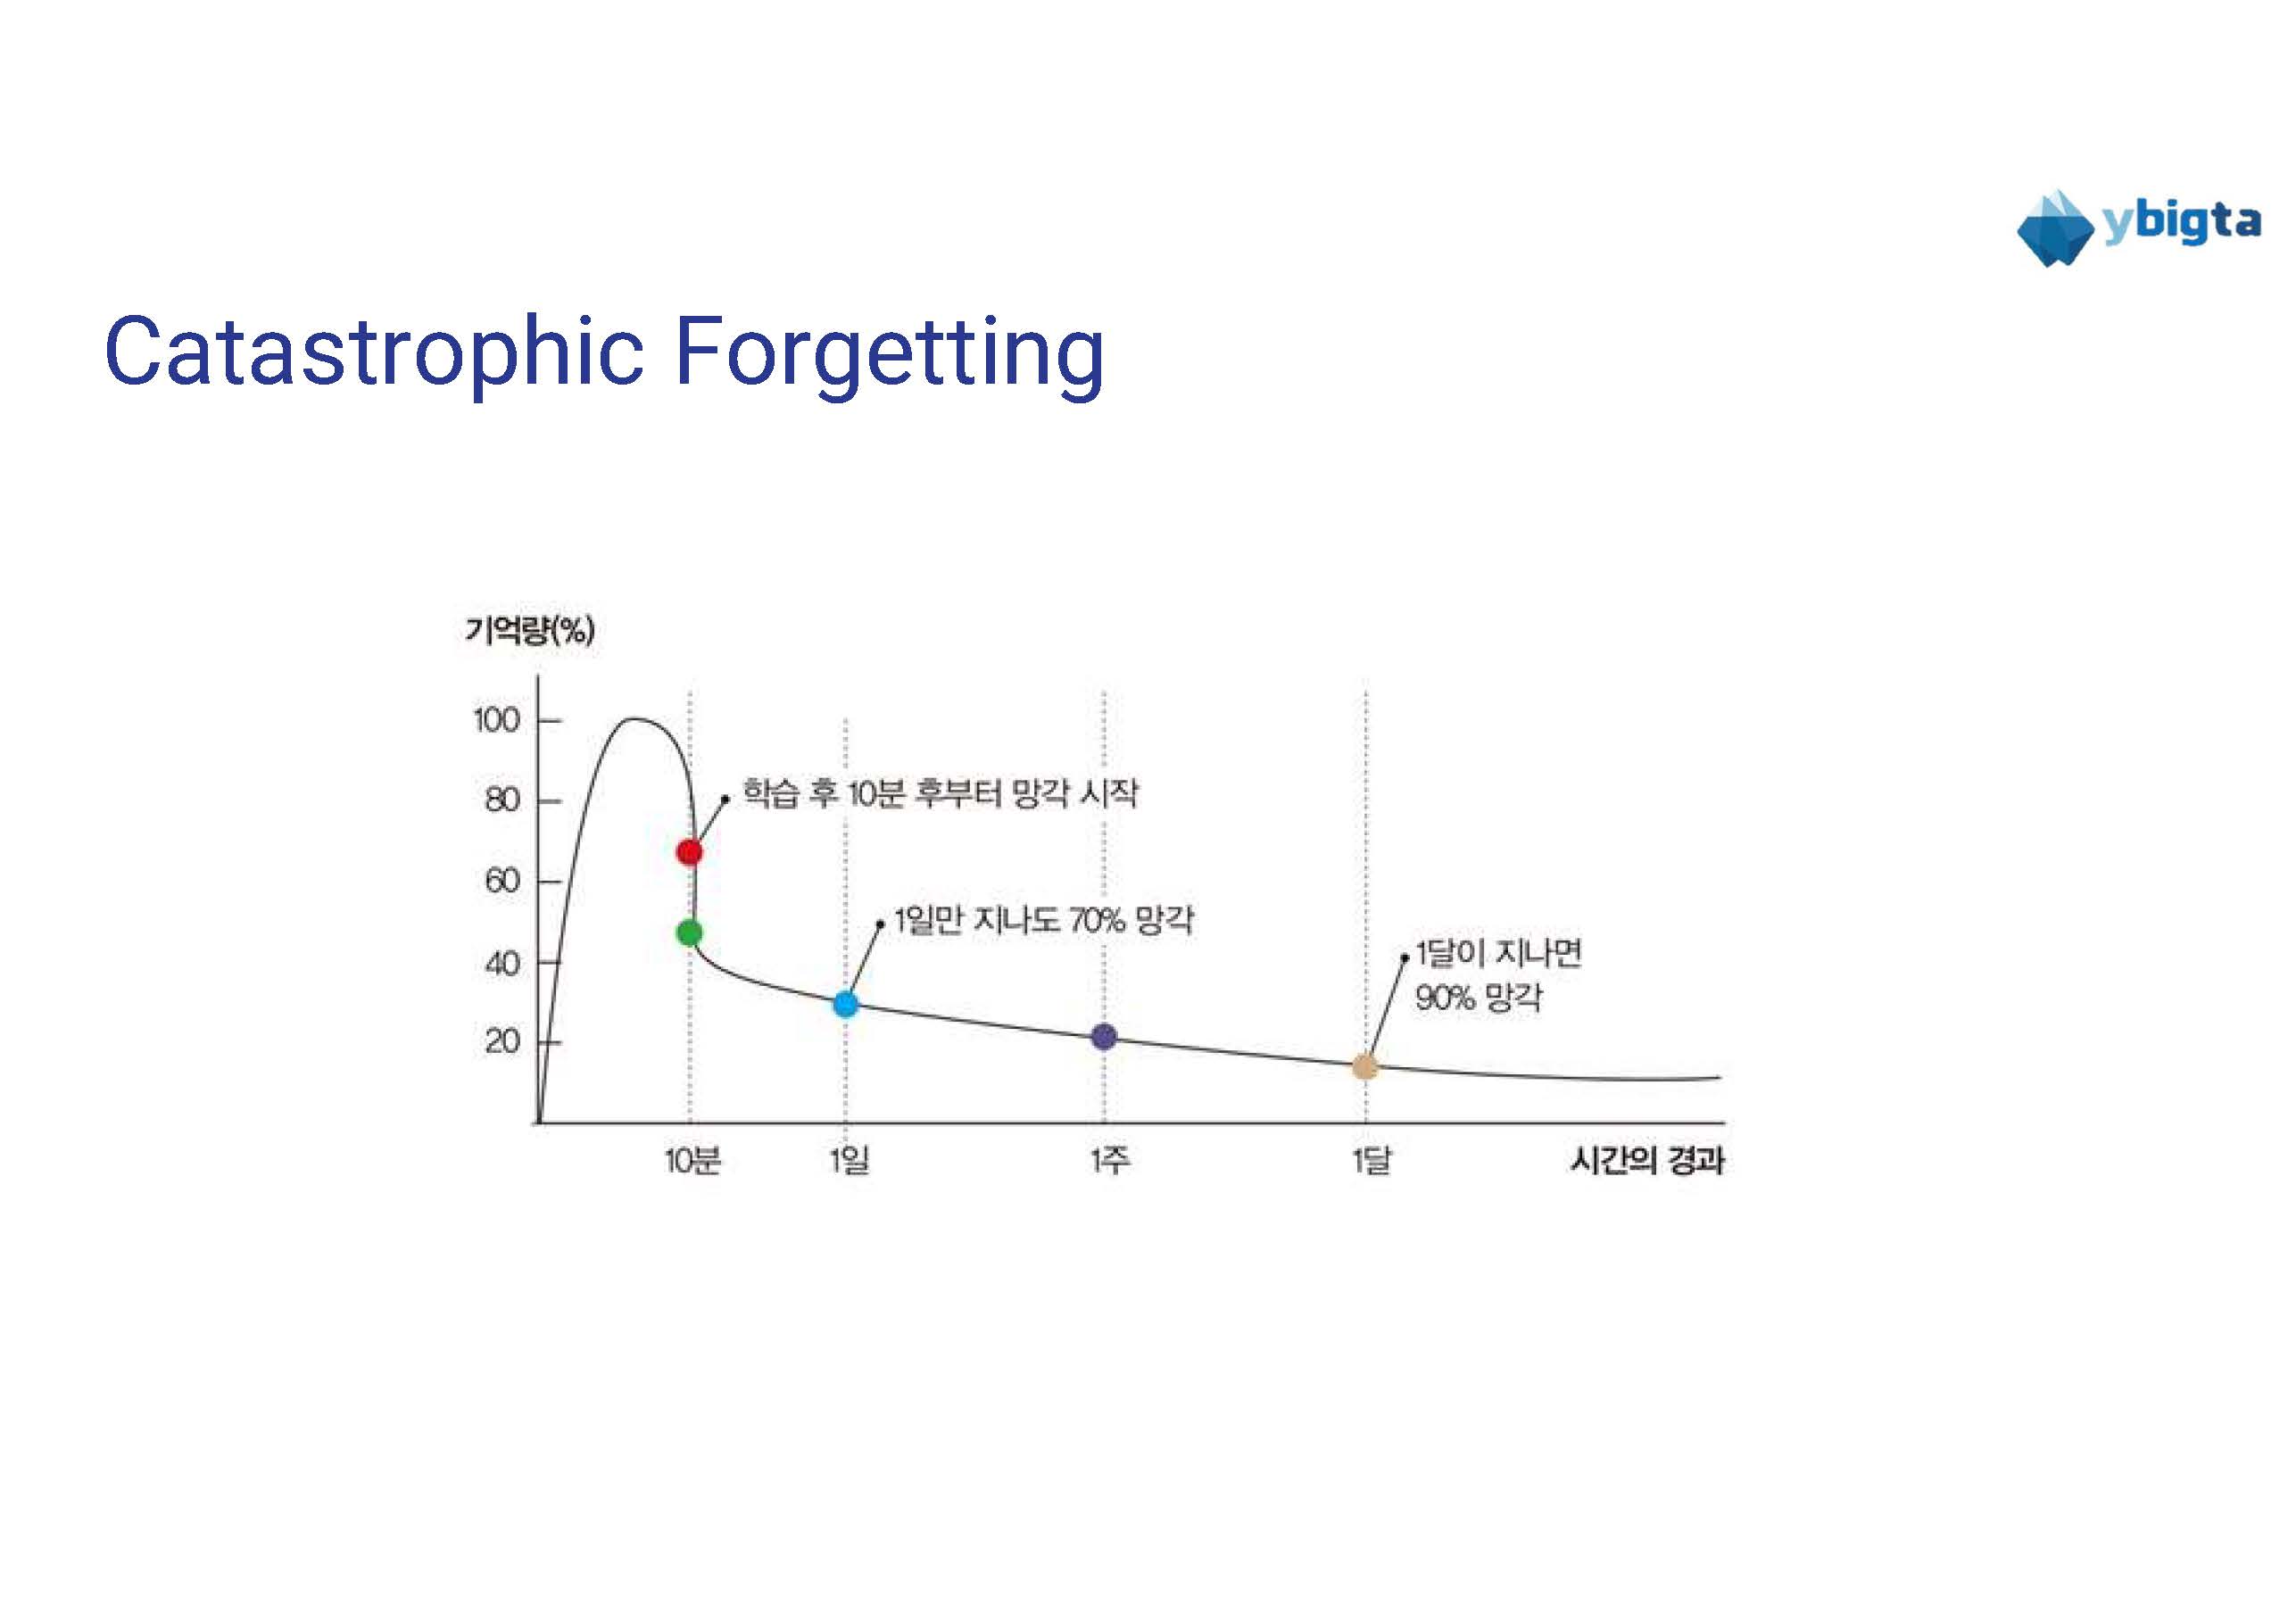 ybigta
Catastrophic Forgetting
기억량(%)
100
80
60
40
20
학습 후 10분 후부터 망각 시작
1일만 지나도 70% 망각
1달이 지나면
90% 망각
10분
1일
1주
1달
시간의 경과